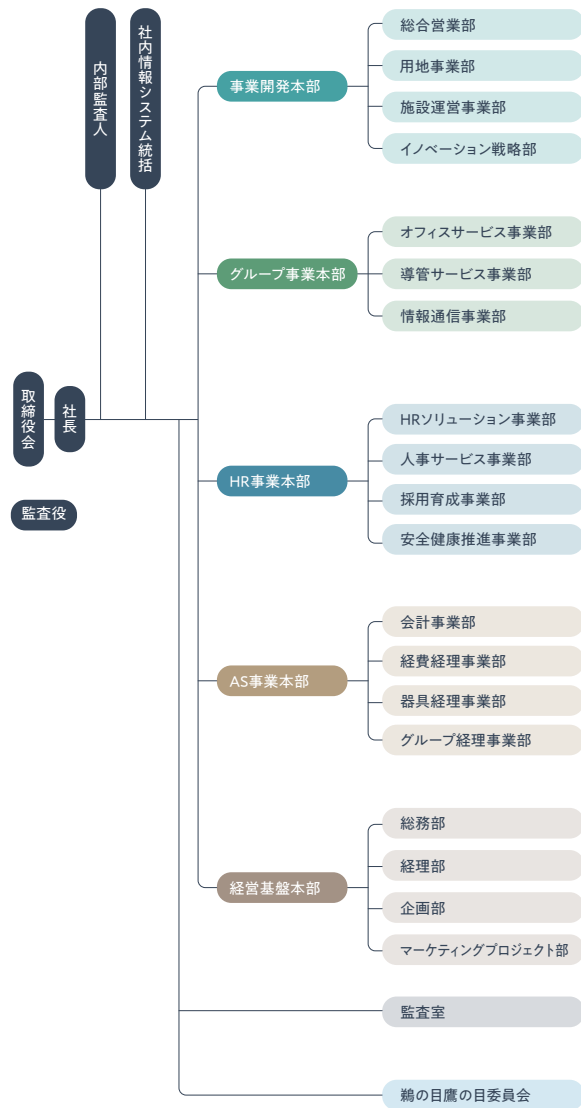 取締役会
社長
監査役
内部監査人
社内情報システム統括
事業開発本部
総合営業部
用地事業部
施設運営事業部
イノベーション戦略部
グループ事業本部
オフィスサービス事業部
導管サービス事業部
情報通信事業部
HR事業本部
HRソリューション事業部
人事サービス事業部
採用育成事業部
安全健康推進事業部
AS事業本部
会計事業部
経費経理事業部
器具経理事業部
グループ経理事業部
経営基盤本部
総務部
経理部
企画部
マーケティングプロジェクト部
監査室
鵜の目鷹の目委員会